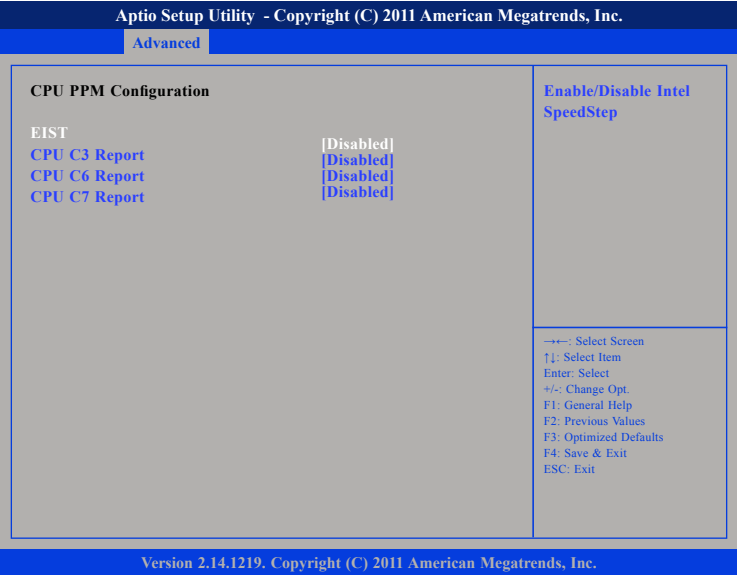 Aptio Setup Utility - Copyright (C) 2011 American Megatrends, Inc.
Advanced
CPU PPM Configuration
EIST [Disabled]
CPU C3 Report [Disabled]
CPU C6 Report [Disabled]
CPU C7 Report [Disabled]
Enable/Disable Intel
SpeedStep
→←: Select Screen
↑↓: Select Item
Enter: Select
+/-: Change Opt.
F1: General Help
F2: Previous Values
F3: Optimized Defaults
F4: Save & Exit
ESC: Exit
Version 2.14.1219. Copyright (C) 2011 American Megatrends, Inc.